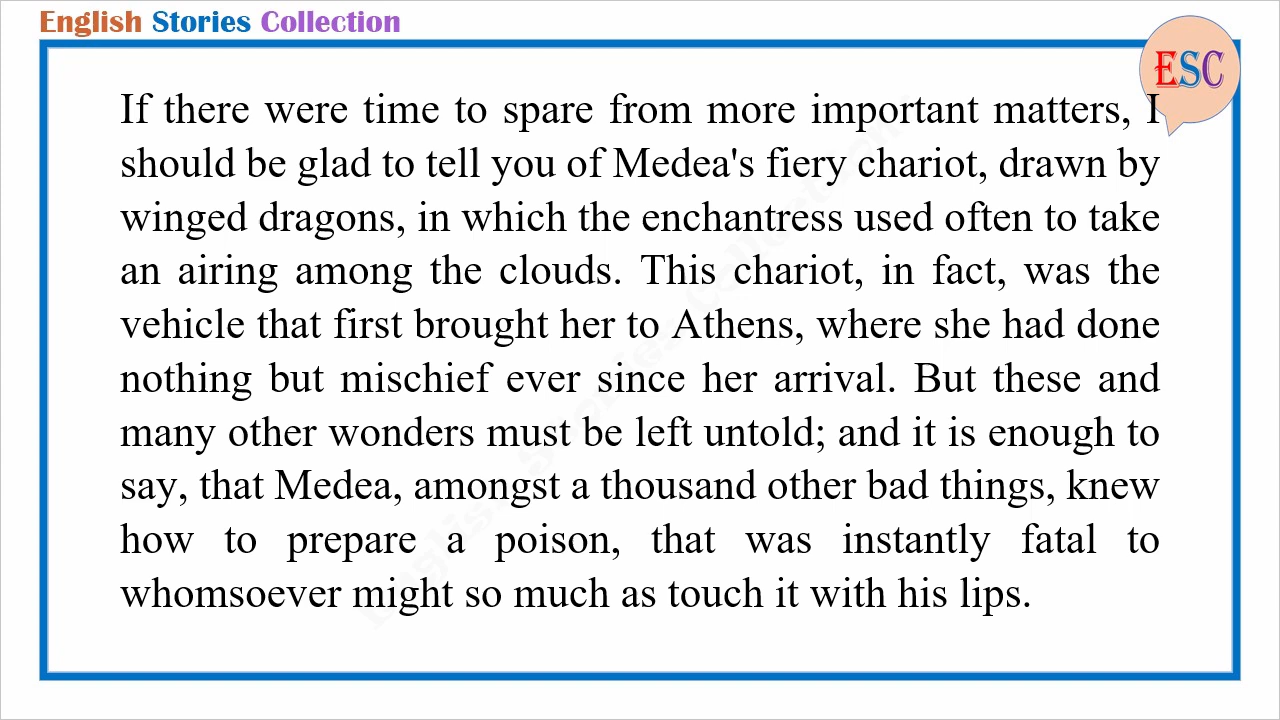 English Stories Collection
ESC
If there were time to spare from more important matters, I
should be glad to tell you of Medea's fiery chariot, drawn by
winged dragons, in which the enchantress used often to take
an airing among the clouds. This chariot, in fact, was the
vehicle that first brought her to Athens, where she had done
nothing but mischief ever since her arrival. But these and
many other wonders must be left untold; and it is enough to
say, that Medea, amongst a thousand other bad things, knew
how to prepare a poison, that was instantly fatal to
whomsoever might so much as touch it with his lips.
English Stories Collection